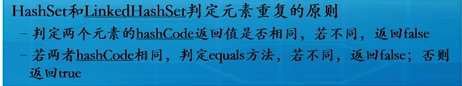 HashSet和LinkedHashSet判定元素重复的原则
– 判定两个元素的hashCode返回值是否相同，若不同，返回false
– 若两者hashCode相同，判定equals方法，若不同，返回false；否则
返回true